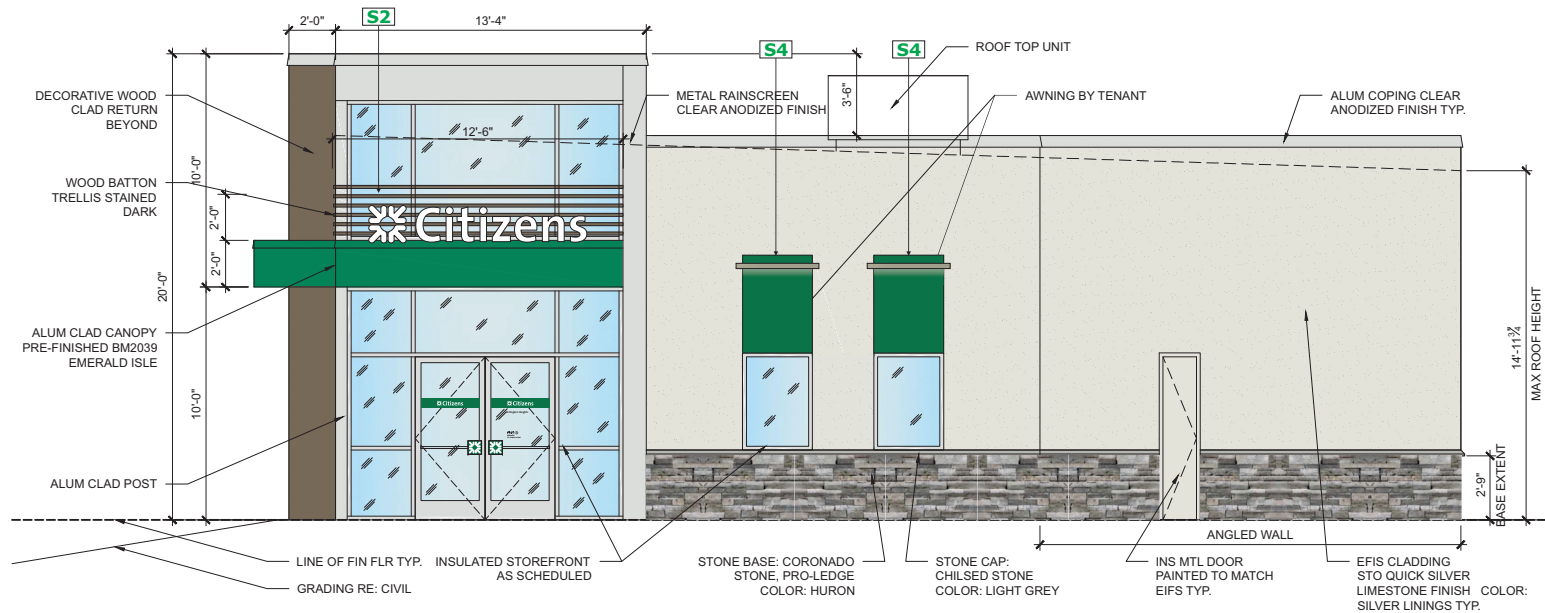 2'-0"
S2
13'-4"
S4
S4
ROOF TOP UNIT
DECORATIVE WOOD
CLAD RETURN
BEYOND
METAL RAINSCREEN
CLEAR ANODIZED FINISH
3'-6"
AWNING BY TENANT
ALUM COPING CLEAR
ANODIZED FINISH TYP.
12'-6"
10'-0"
WOOD BATTON
TRELLIS STAINED
DARK
2'-0"
Citizens
2'-0"
20'-0"
ALUM CLAD CANOPY
PRE-FINISHED BM2039
EMERALD ISLE
14'-11¾"
MAX ROOF HEIGHT
10'-0"
Citizens
Citizens
ALUM CLAD POST
2'-9"
BASE EXTENT
ANGLED WALL
LINE OF FIN FLR TYP.
GRADING RE: CIVIL
INSULATED STOREFRONT
AS SCHEDULED
STONE BASE: CORONADO
STONE, PRO-LEDGE
COLOR: HURON
STONE CAP:
CHILSED STONE
COLOR: LIGHT GREY
INS MTL DOOR
PAINTED TO MATCH
EIFS TYP.
EFIS CLADDING
STO QUICK SILVER
LIMESTONE FINISH COLOR:
SILVER LININGS TYP.